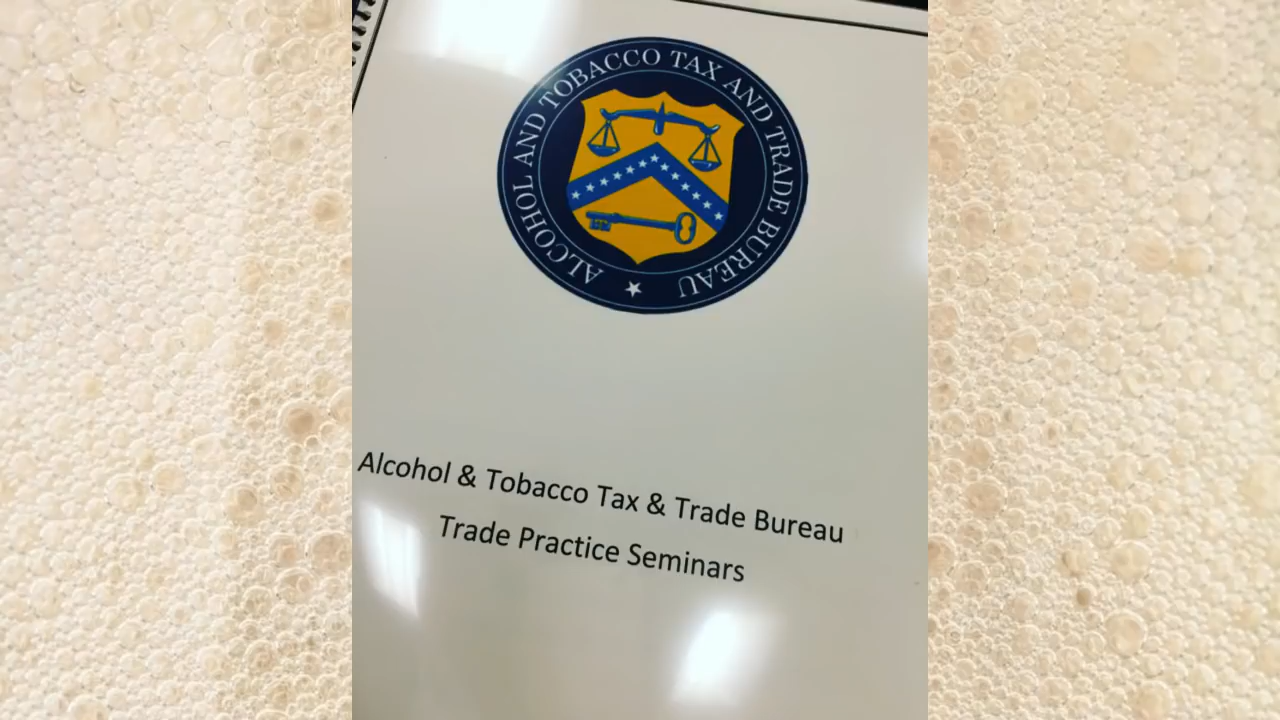 ALCOHOL AND TOBACCO TAX AND TRADE BUREAU
Alcohol & Tobacco Tax & Trade Bureau
Trade Practice Seminars